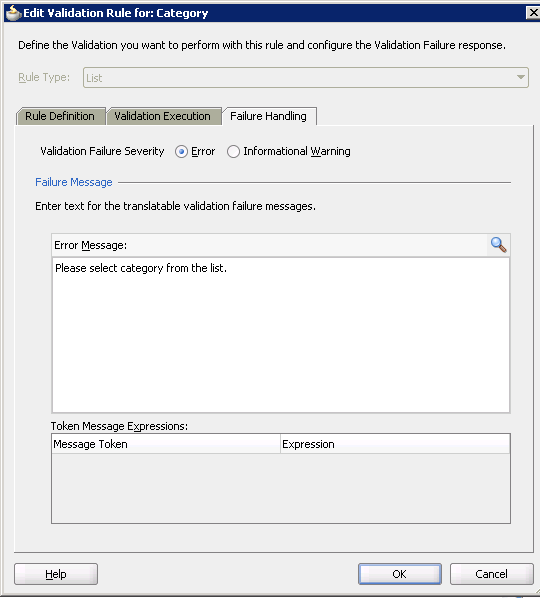 Edit Validation Rule for: Category
Define the Validation you want to perform with this rule and configure the Validation Failure response.
Rule Type: List
Rule Definition Validation Execution Failure Handling
Validation Failure Severity Error Informational Warning
Failure Message
Enter text for the translatable validation failure messages.
Error Message:
Please select category from the list.
Token Message Expressions:
Message Token Expression
Help OK Cancel